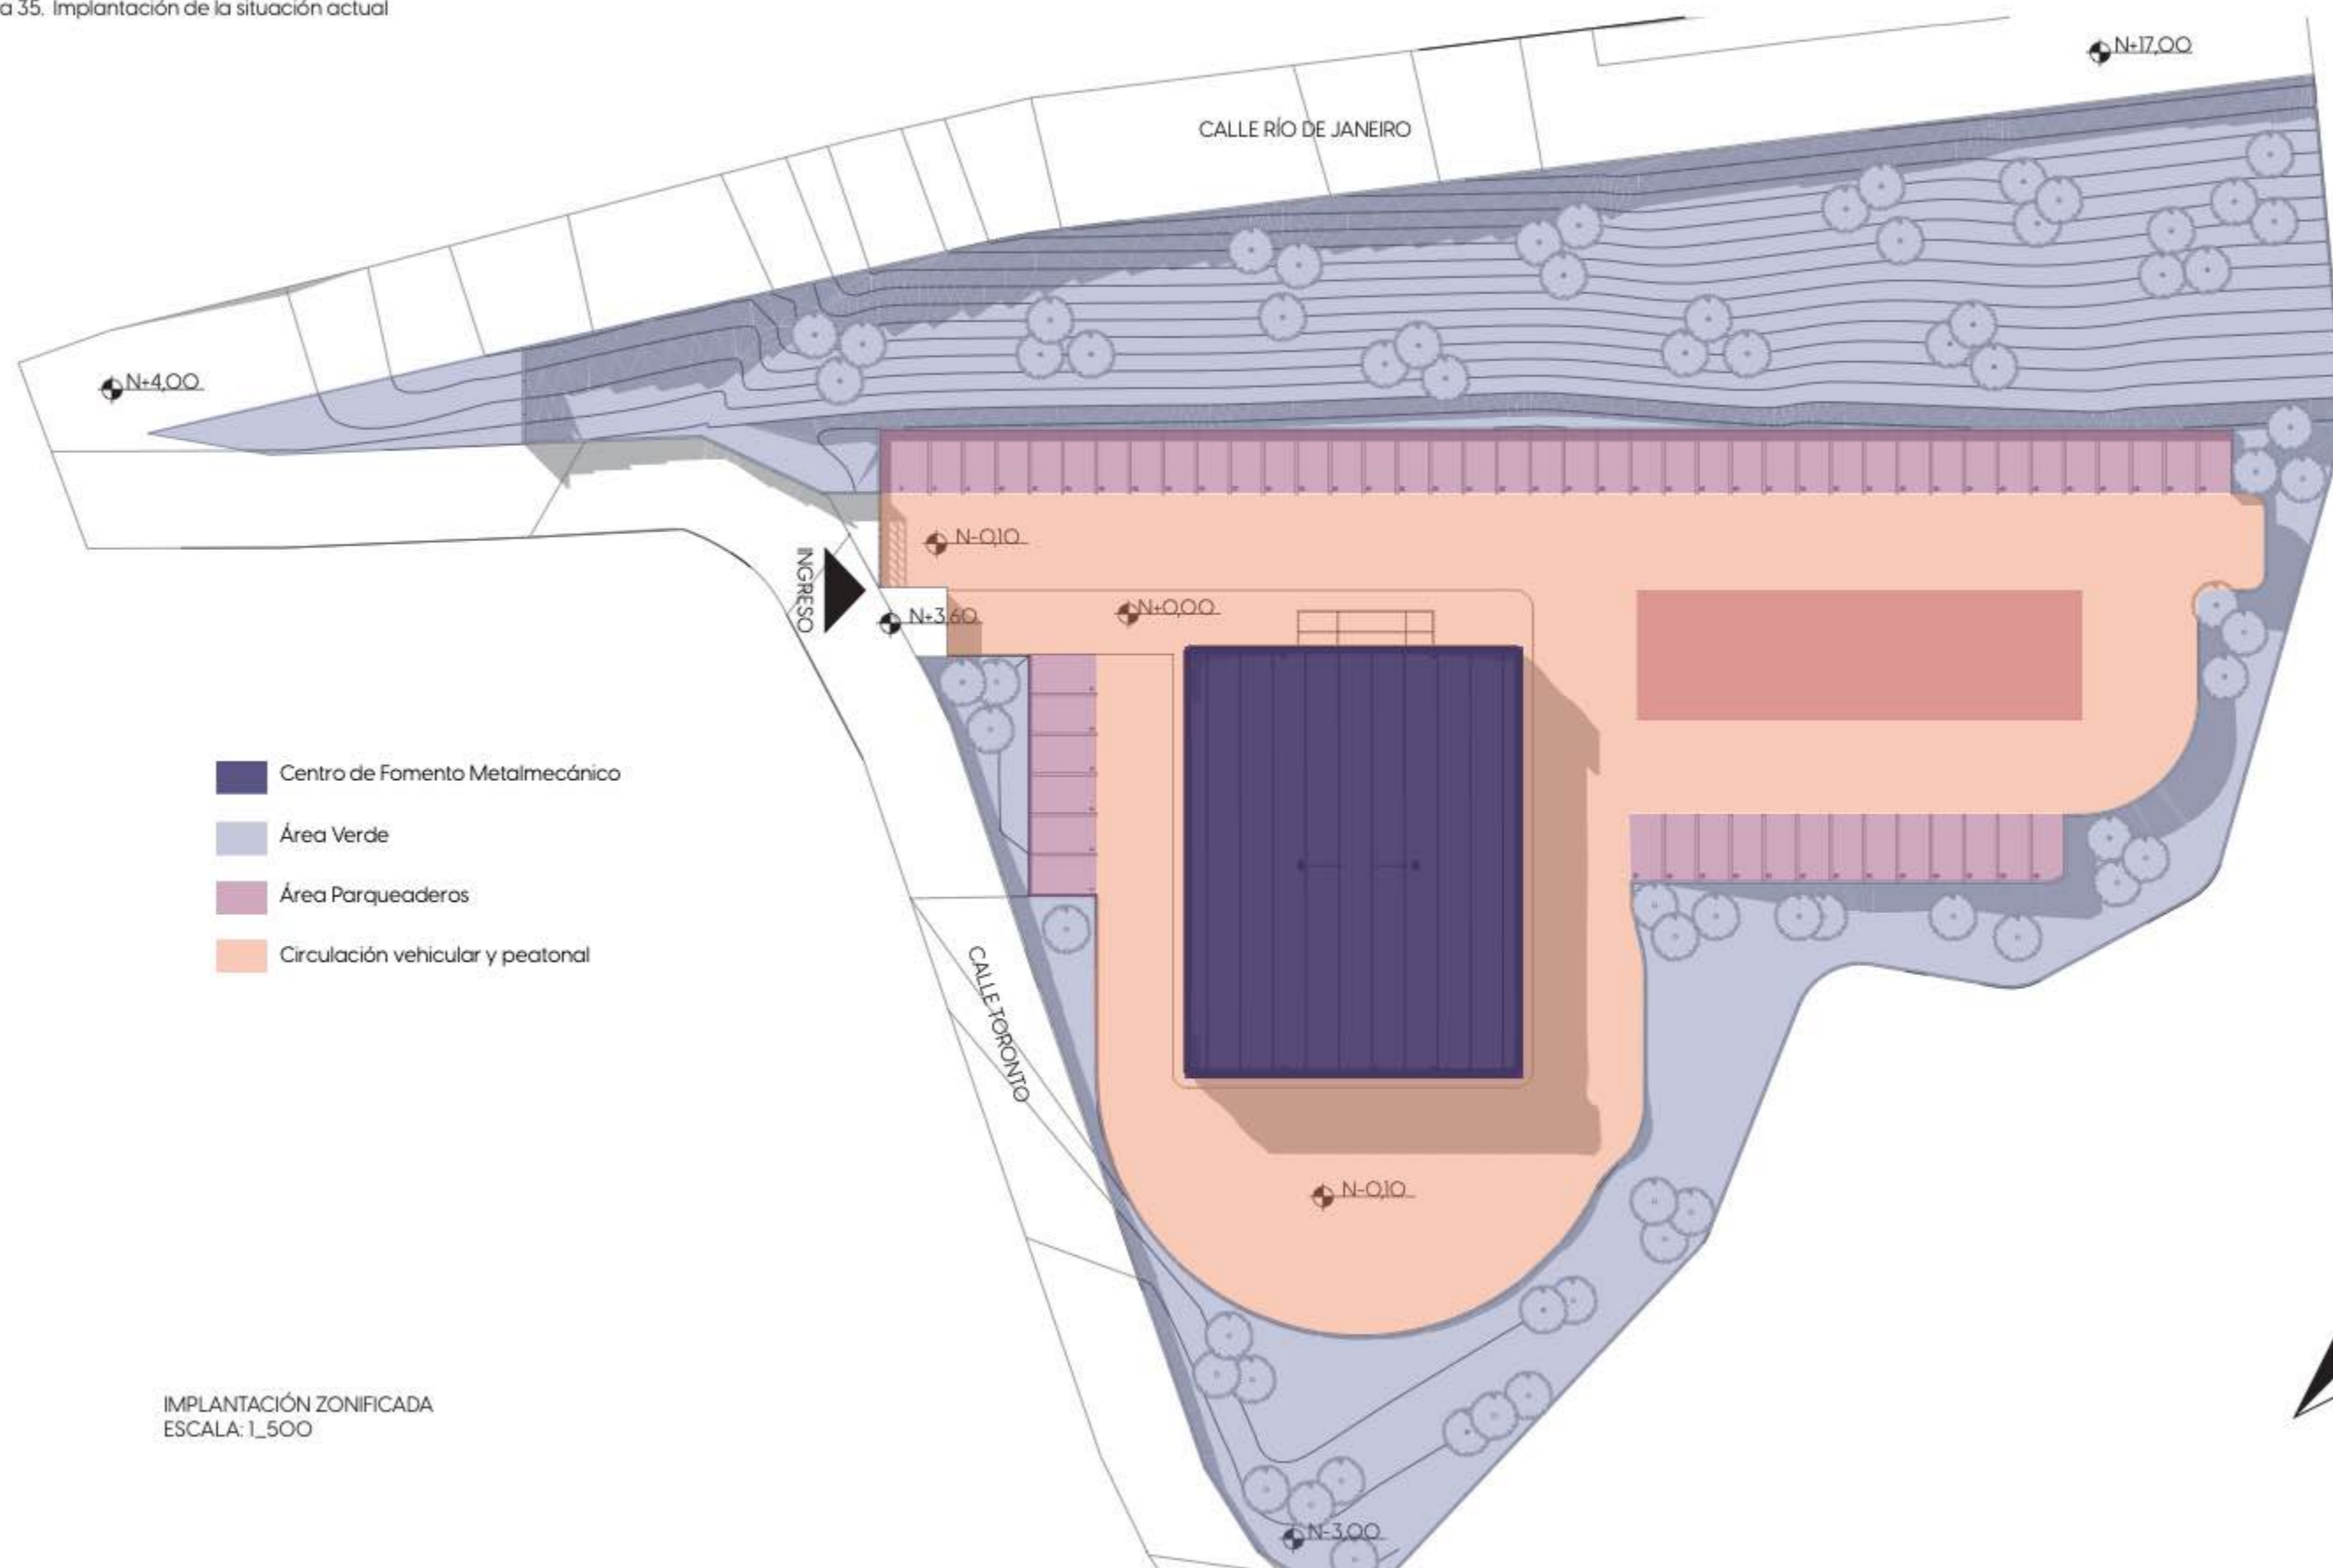 a 35. Implantación de la situación actual
N+17,00
CALLE RÍO DE JANEIRO
N+4,00
N-0,10
INGRESO
N+3,60
N+0,00
Centro de Fomento Metalmecánico
Área Verde
Área Parqueaderos
Circulación vehicular y peatonal
CALLE TORONTO
N-0,10
IMPLANTACIÓN ZONIFICADA
ESCALA: 1_500
N-3,00